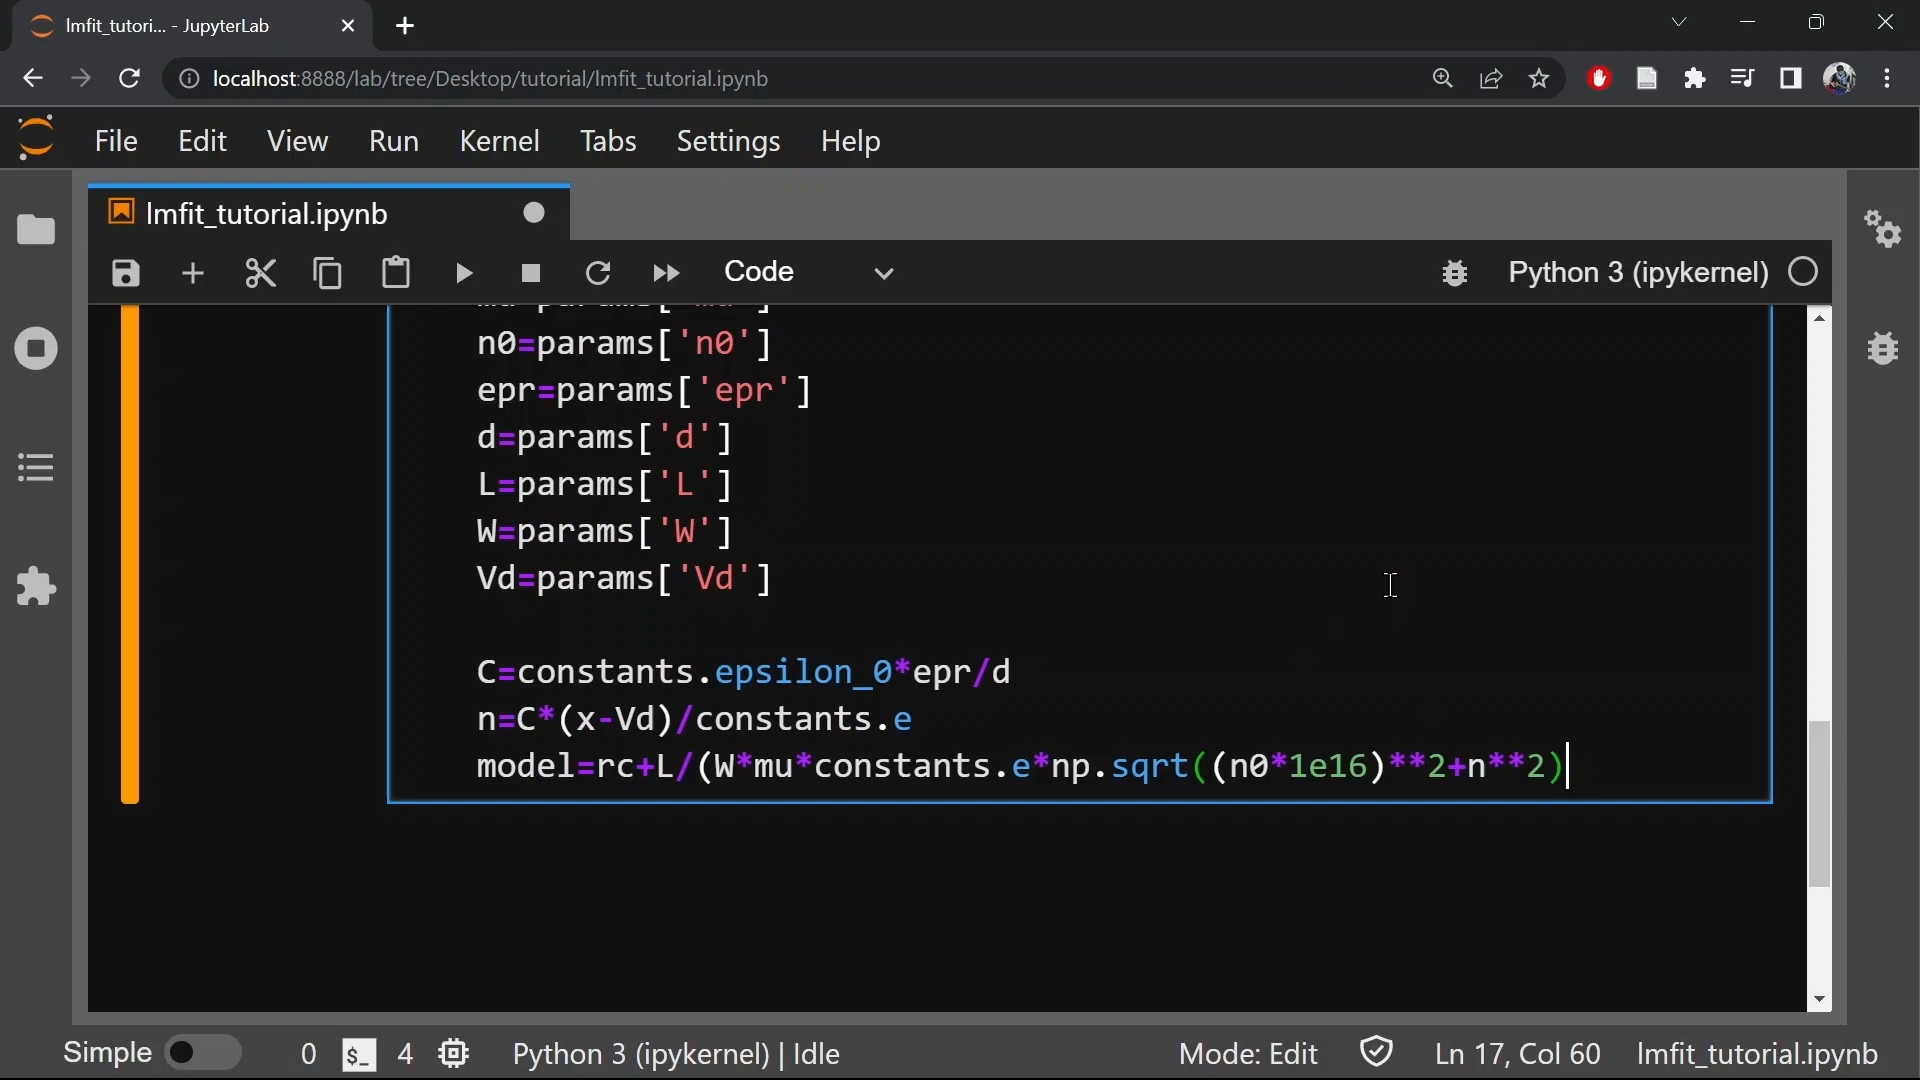 lmfit_tutori... - JupyterLab
localhost:8888/lab/tree/Desktop/tutorial/lmfit_tutorial.ipynb
File Edit View Run Kernel Tabs Settings Help
lmfit_tutorial.ipynb
Code
Python 3 (ipykernel)
n0=params['n0']
epr=params['epr']
d=params['d']
L=params['L']
W=params['W']
Vd=params['Vd']
C=constants.epsilon_0*epr/d
n=C*(x-Vd)/constants.e
model=rc+L/(W*mu*constants.e*np.sqrt((n0*1e16)**2+n**2)
Simple 0 $_ 4 Python 3 (ipykernel) | Idle Mode: Edit Ln 17, Col 60 lmfit_tutorial.ipynb